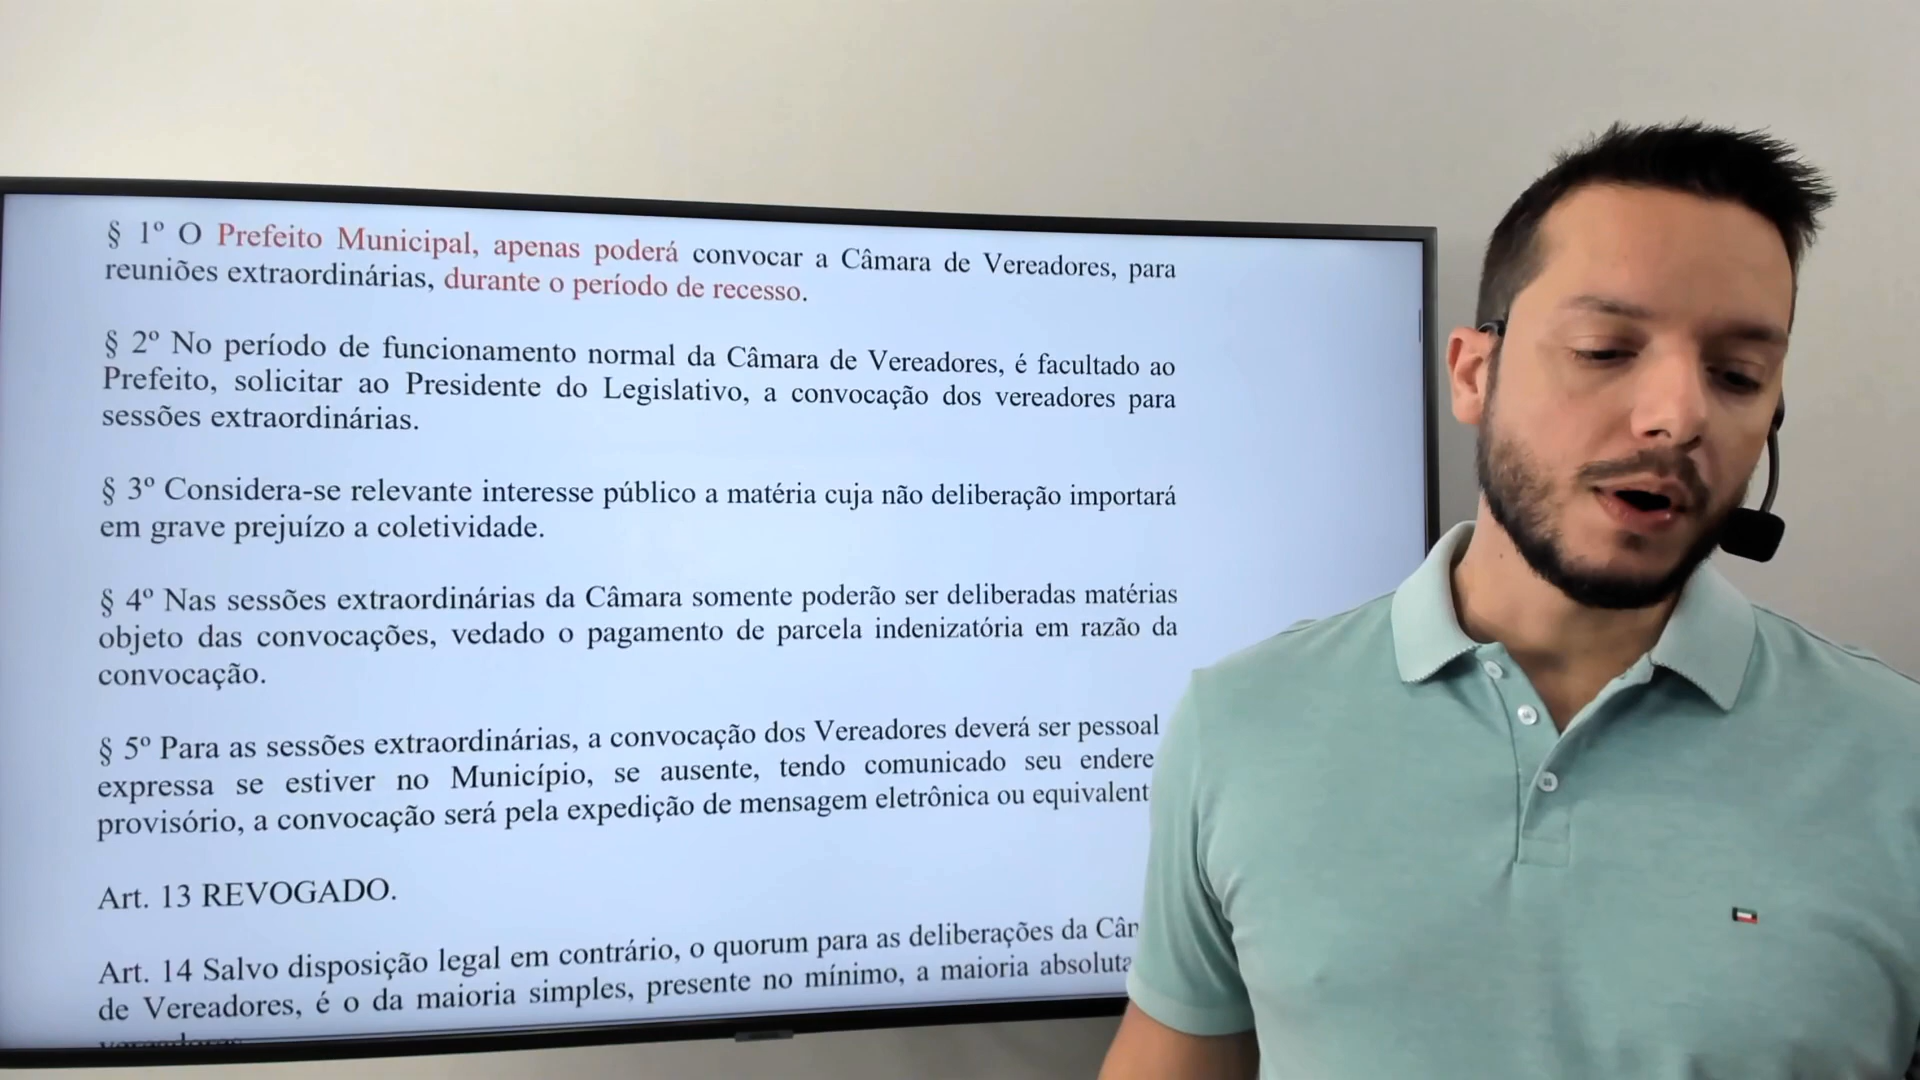 § 1º O Prefeito Municipal, apenas poderá convocar a Câmara de Vereadores, para
reuniões extraordinárias, durante o período de recesso.
§ 2º No período de funcionamento normal da Câmara de Vereadores, é facultado ao
Prefeito, solicitar ao Presidente do Legislativo, a convocação dos vereadores para
sessões extraordinárias.
§ 3º Considera-se relevante interesse público a matéria cuja não deliberação importará
em grave prejuízo a coletividade.
§ 4º Nas sessões extraordinárias da Câmara somente poderão ser deliberadas matérias
objeto das convocações, vedado o pagamento de parcela indenizatória em razão da
convocação.
§ 5º Para as sessões extraordinárias, a convocação dos Vereadores deverá ser pessoal
expressa se estiver no Município, se ausente, tendo comunicado seu endere
provisório, a convocação será pela expedição de mensagem eletrônica ou equivalent
Art. 13 REVOGADO.
Art. 14 Salvo disposição legal em contrário, o quorum para as deliberações da Câ
de Vereadores, é o da maioria simples, presente no mínimo, a maioria absoluta